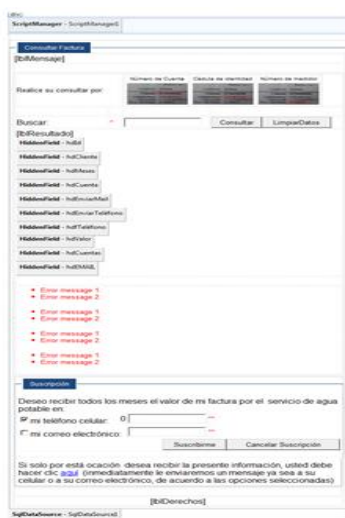 ScriptManager - ScriptManager1
Consultar Factura
[lblMensaje]
Número de Cuenta Cédula de identidad Número de medidor
Realice su consultar por:
Buscar: * Consultar LimpiarDatos
[lblResultado]
HiddenField - hdId
HiddenField - hdCliente
HiddenField - hdMeses
HiddenField - hdCuenta
HiddenField - hdEnviarMail
HiddenField - hdEnviarTeléfono
HiddenField - hdTeléfono
HiddenField - hdValor
HiddenField - hdCuentas
HiddenField - hdEMAIL
Error message 1
Error message 2
Error message 1
Error message 2
Error message 1
Error message 2
Error message 1
Error message 2
Suscripción
Deseo recibir todos los meses el valor de mi factura por el servicio de agua
potable en:
mi teléfono celular: 0
mi correo electrónico:
Suscribirme Cancelar Suscripción
Si solo por está ocación desea recibir la presente información, usted debe
hacer clic aquí (inmediatamente le enviaremos un mensaje ya sea a su
celular o a su correo electrónico, de acuerdo a las opciones seleccionadas)
[lblDerechos]
SqlDataSource - SqlDataSource1